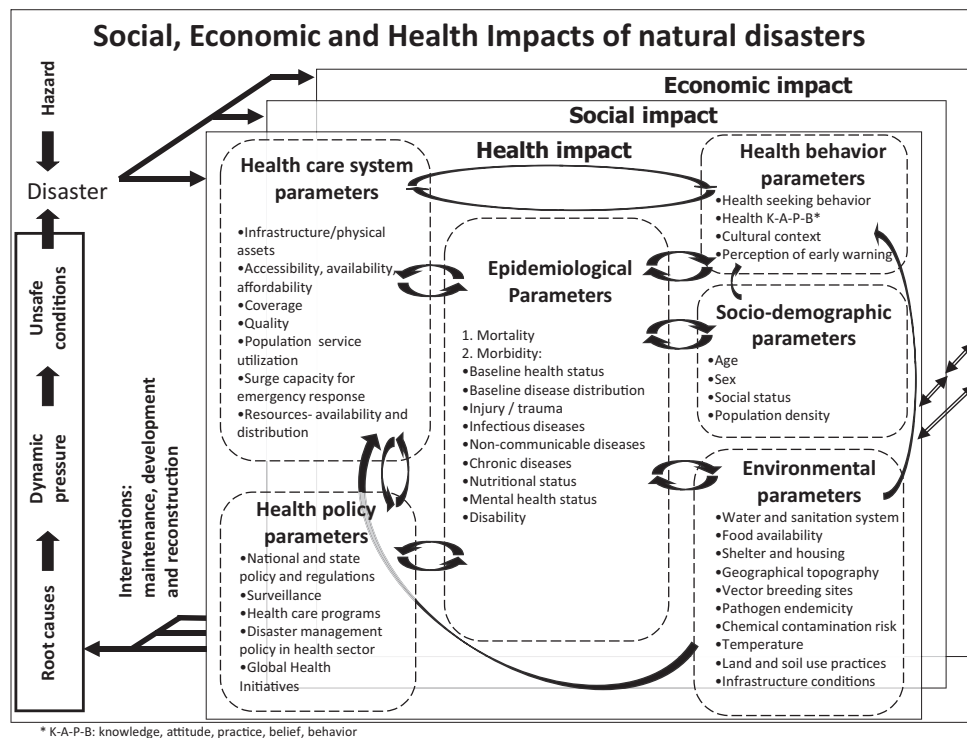 Social, Economic and Health Impacts of natural disasters
Economic impact
Social impact
Health impact
Hazard
Disaster
Unsafe
conditions
Dynamic
pressure
Root causes
Interventions:
maintenance, development
and reconstruction
Health care system
parameters
•Infrastructure/physical
assets
•Accessibility, availability,
affordability
•Coverage
•Quality
•Population service
utilization
•Surge capacity for
emergency response
•Resources- availability and
distribution
Health policy
parameters
•National and state
policy and regulations
•Surveillance
•Health care programs
•Disaster management
policy in health sector
•Global Health
Initiatives
Epidemiological
Parameters
1. Mortality
2. Morbidity:
•Baseline health status
•Baseline disease distribution
•Injury / trauma
•Infectious diseases
•Non-communicable diseases
•Chronic diseases
•Nutritional status
•Mental health status
•Disability
Health behavior
parameters
•Health seeking behavior
•Health K-A-P-B*
•Cultural context
•Perception of early warning
Socio-demographic
parameters
•Age
•Sex
•Social status
•Population density
Environmental
parameters
•Water and sanitation system
•Food availability
•Shelter and housing
•Geographical topography
•Vector breeding sites
•Pathogen endemicity
•Chemical contamination risk
•Temperature
•Land and soil use practices
•Infrastructure conditions
* K-A-P-B: knowledge, attitude, practice, belief, behavior